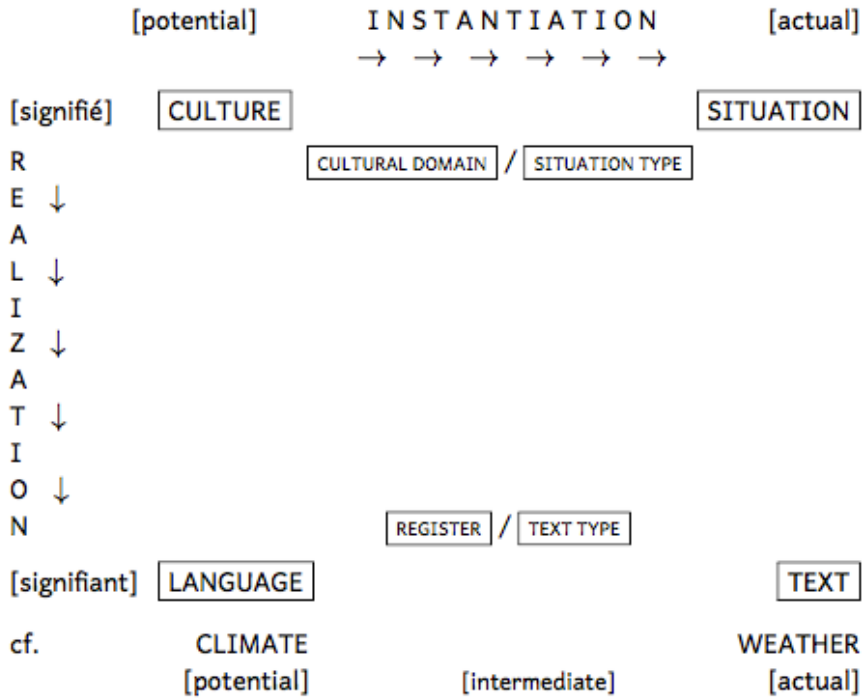 [potential] I N S T A N T I A T I O N [actual]
→ → → → → →
[signifié] CULTURE SITUATION
R CULTURAL DOMAIN / SITUATION TYPE
E ↓
A
L ↓
I
Z ↓
A
T ↓
I
O ↓
N REGISTER / TEXT TYPE
[signifiant] LANGUAGE TEXT
cf. CLIMATE WEATHER
[potential] [intermediate] [actual]